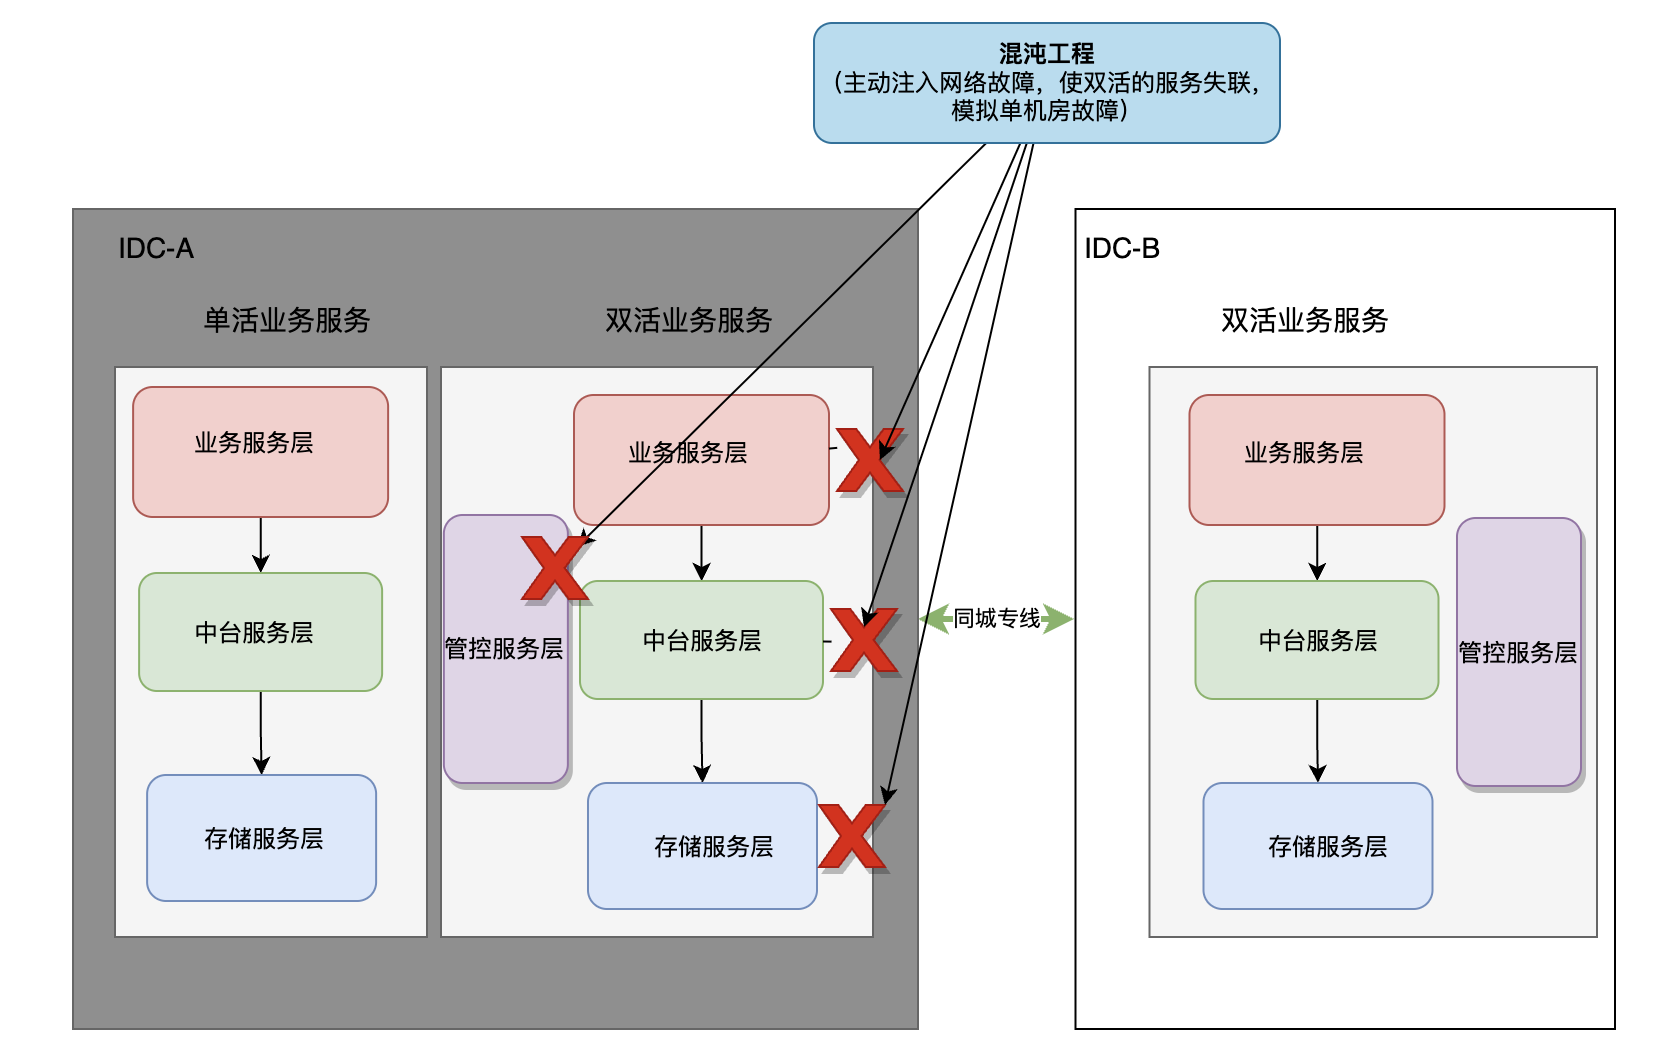 混沌工程
（主动注入网络故障，使双活的服务失联，
模拟单机房故障）
IDC-A
单活业务服务
双活业务服务
业务服务层
中台服务层
存储服务层
业务服务层
管控服务层
中台服务层
存储服务层
同城专线
IDC-B
双活业务服务
业务服务层
中台服务层
管控服务层
存储服务层